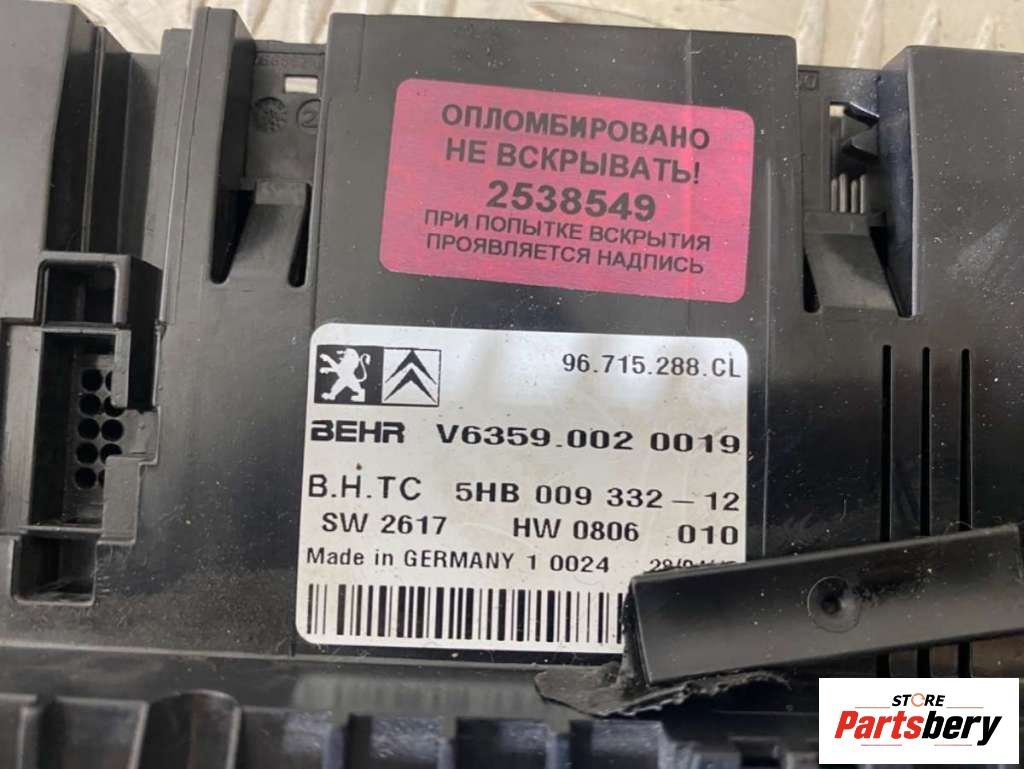 ОПЛОМБИРОВАНО
НЕ ВСКРЫВАТЬ!
2538549
ПРИ ПОПЫТКЕ ВСКРЫТИЯ
ПРОЯВЛЯЕТСЯ НАДПИСЬ
96.715.288.CL
BEHR V6359.002 0019
B.H.TC 5HB 009 332-12
SW 2617 HW 0806 010
Made in GERMANY 1 0024
STORE
Partsbery